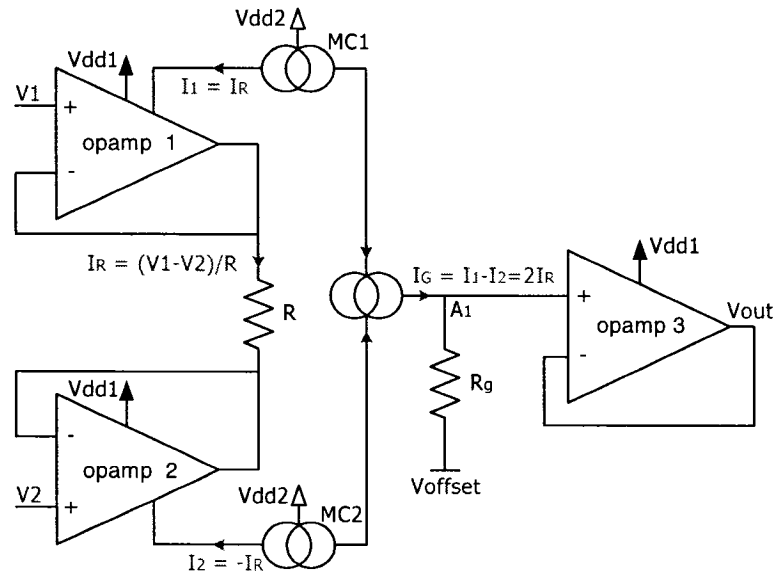 Vdd2
MC1
Vdd1
I1 = IR
V1
+
opamp 1
-
IR = (V1-V2)/R
R
Vdd1
IG = I1-I2=2IR
A1
+
opamp 3
-
Vout
Rg
Voffset
Vdd1
-
opamp 2
V2
+
Vdd2
MC2
I2 = -IR